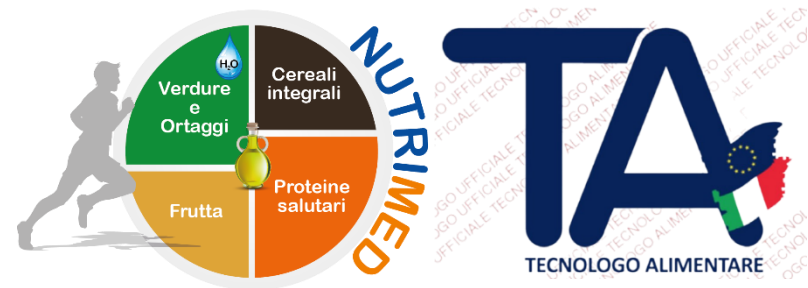 H₂O
Verdure
e
Ortaggi
Cereali
integrali
Frutta
Proteine
salutari
NUTRIMED
TA
TECNOLOGO ALIMENTARE